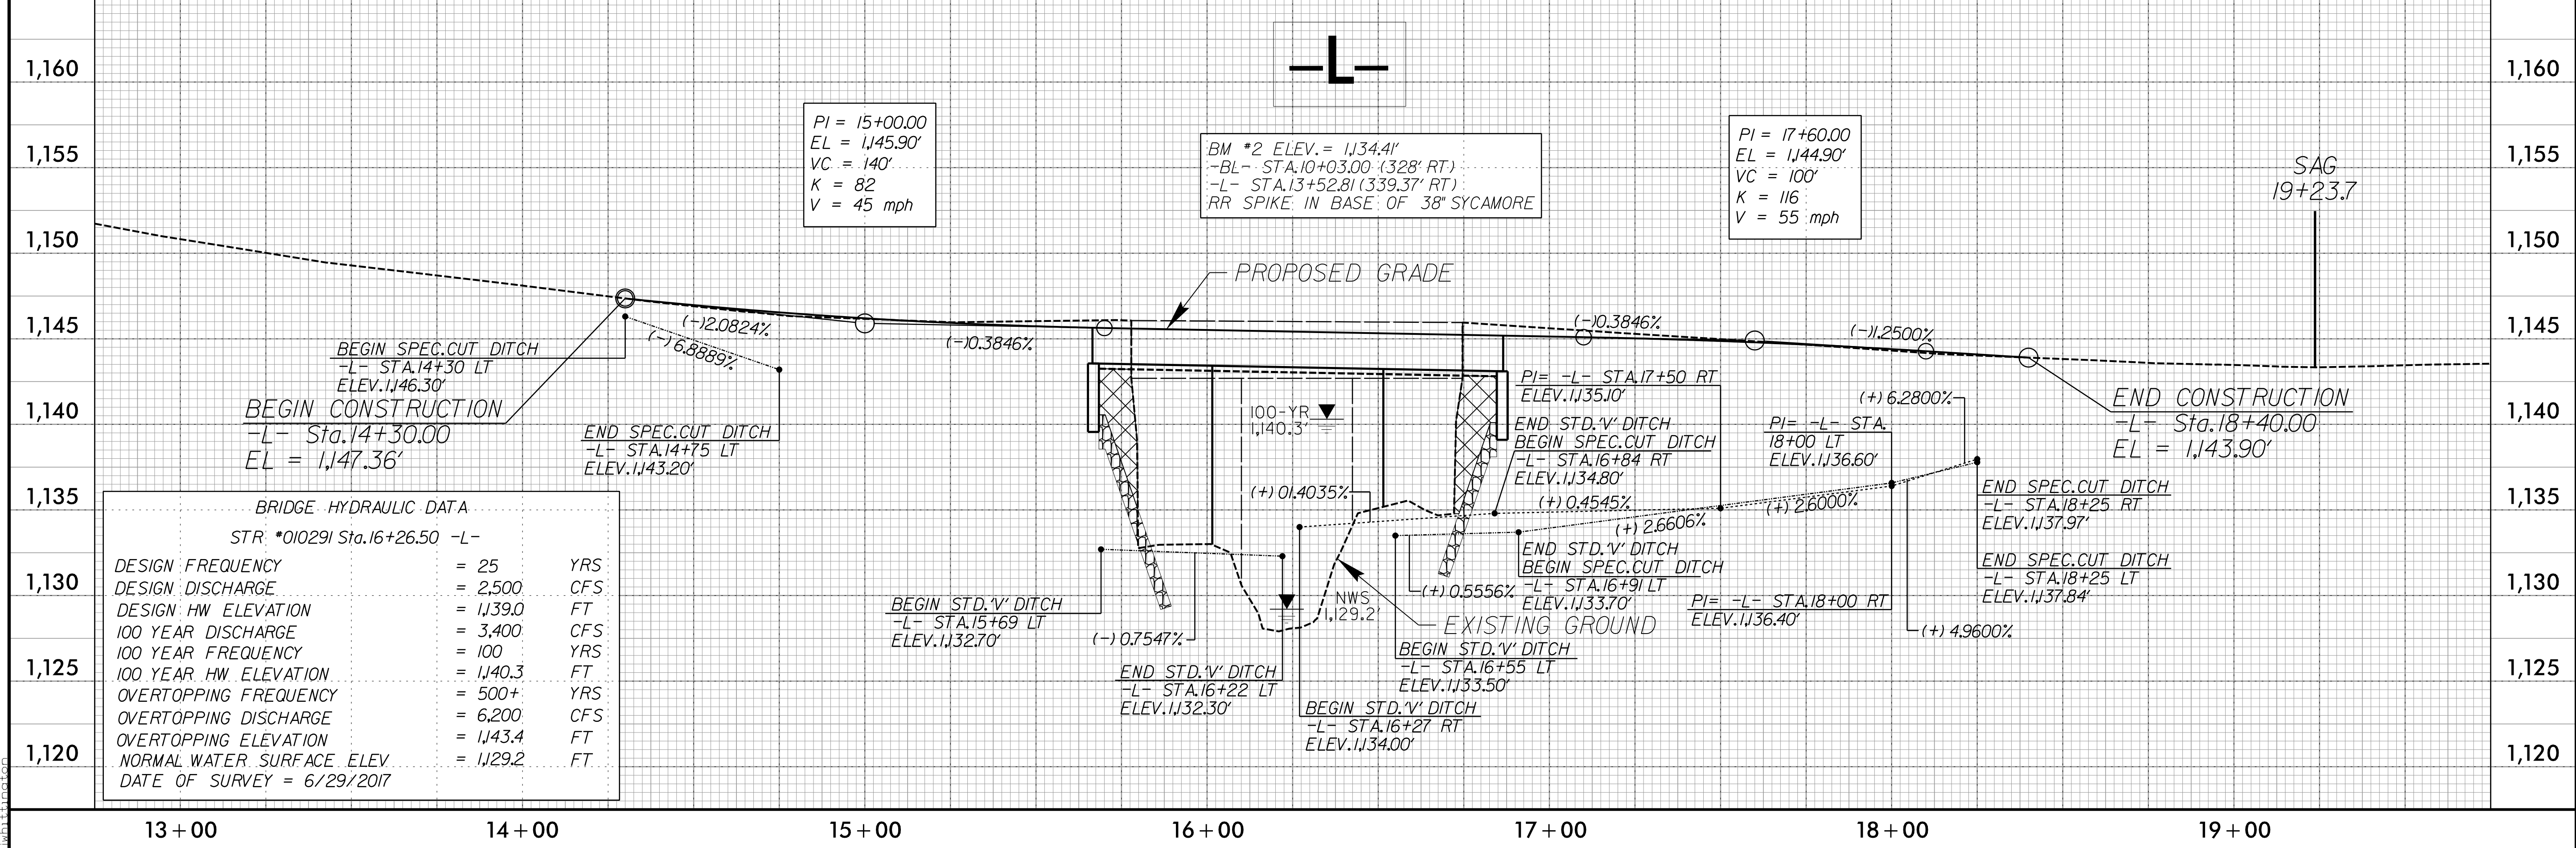 -L-
1,160
1,160
1,155
1,155
1,150
1,150
1,145
1,145
1,140
1,140
1,135
1,135
1,130
1,130
1,125
1,125
1,120
1,120
PI = 15+00.00
EL = 1,145.90'
VC = 140'
K = 82
V = 45 mph
BM #2 ELEV. = 1,134.41'
-BL- STA.10+03.00 (328' RT)
-L- STA.13+52.81 (339.37' RT)
RR SPIKE IN BASE OF 38" SYCAMORE
PI = 17+60.00
EL = 1,144.90'
VC = 100'
K = 116
V = 55 mph
SAG
19+23.7
PROPOSED GRADE
(-)2.0824%
(-)6.8889%
(-)0.3846%
(-)0.3846%
(-)1.2500%
BEGIN SPEC.CUT DITCH
-L- STA.14+30 LT
ELEV.1,146.30'
BEGIN CONSTRUCTION
-L- Sta.14+30.00
EL = 1,147.36'
END SPEC.CUT DITCH
-L- STA.14+75 LT
ELEV.1,143.20'
100-YR
1,140.3'
PI= -L- STA.17+50 RT
ELEV.1,135.10'
END STD.'V' DITCH
BEGIN SPEC.CUT DITCH
-L- STA.16+84 RT
ELEV.1,134.80'
PI= -L- STA.
18+00 LT
ELEV.1,136.60'
(+)6.2800%
END CONSTRUCTION
-L- Sta.18+40.00
EL = 1,143.90'
(+)01.4035%
(+)0.4545%
(+)2.6606%
(+)2.6000%
END SPEC.CUT DITCH
-L- STA.18+25 RT
ELEV.1,137.97'
END SPEC.CUT DITCH
-L- STA.18+25 LT
ELEV.1,137.84'
END STD.'V' DITCH
BEGIN SPEC.CUT DITCH
-L- STA.16+91 LT
ELEV.1,133.70'
(+)0.5556%
PI= -L- STA.18+00 RT
ELEV.1,136.40'
(+)4.9600%
NWS
1,129.2'
EXISTING GROUND
BEGIN STD.'V' DITCH
-L- STA.15+69 LT
ELEV.1,132.70'
(-)0.7547%
END STD.'V' DITCH
-L- STA.16+22 LT
ELEV.1,132.30'
BEGIN STD.'V' DITCH
-L- STA.16+55 LT
ELEV.1,133.50'
BEGIN STD.'V' DITCH
-L- STA.16+27 RT
ELEV.1,134.00'
BRIDGE HYDRAULIC DATA
STR #010291 Sta.16+26.50 -L-
DESIGN FREQUENCY = 25 YRS
DESIGN DISCHARGE = 2,500 CFS
DESIGN HW ELEVATION = 1,139.0 FT
100 YEAR DISCHARGE = 3,400 CFS
100 YEAR FREQUENCY = 100 YRS
100 YEAR HW ELEVATION = 1,140.3 FT
OVERTOPPING FREQUENCY = 500+ YRS
OVERTOPPING DISCHARGE = 6,200 CFS
OVERTOPPING ELEVATION = 1,143.4 FT
NORMAL WATER SURFACE ELEV = 1,129.2 FT
DATE OF SURVEY = 6/29/2017
13+00
14+00
15+00
16+00
17+00
18+00
19+00